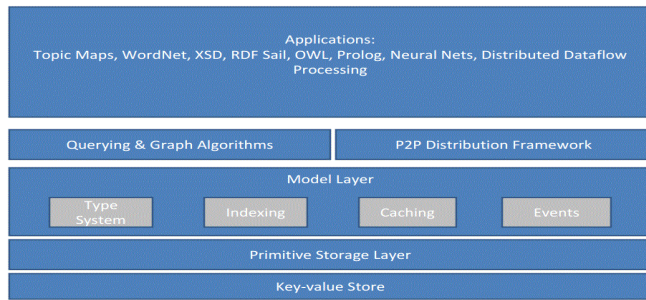 Applications:
Topic Maps, WordNet, XSD, RDF Sail, OWL, Prolog, Neural Nets, Distributed Dataflow
Processing
Querying & Graph Algorithms
P2P Distribution Framework
Model Layer
Type
System
Indexing
Caching
Events
Primitive Storage Layer
Key-value Store